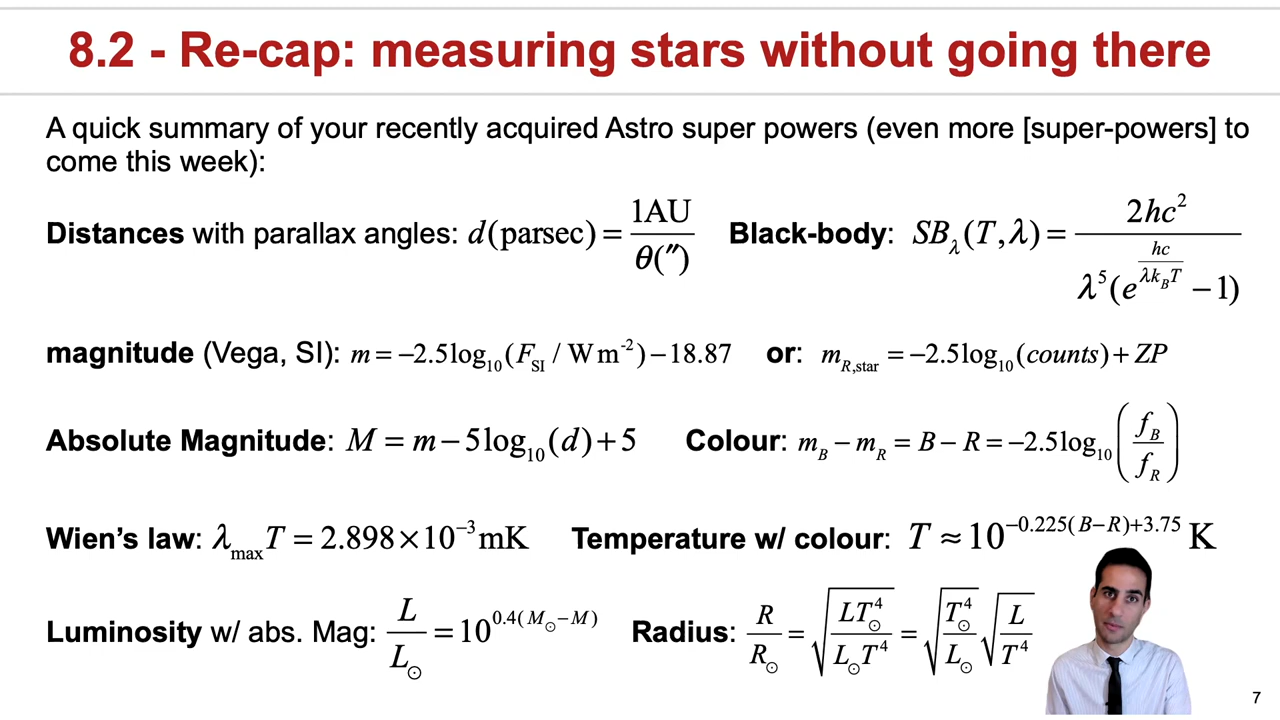 8.2 - Re-cap: measuring stars without going there
A quick summary of your recently acquired Astro super powers (even more [super-powers] to
come this week):
Distances with parallax angles: d(parsec) = 1AU / θ(″) Black-body: SB_λ(T,λ) = 2hc² / λ⁵(e^(hc/λk_BT) − 1)
magnitude (Vega, SI): m = −2.5log₁₀(F_SI / W m⁻²) − 18.87 or: m_R,star = −2.5log₁₀(counts) + ZP
Absolute Magnitude: M = m − 5log₁₀(d) + 5 Colour: m_B − m_R = B − R = −2.5log₁₀(f_B / f_R)
Wien's law: λ_max T = 2.898×10⁻³ mK Temperature w/ colour: T ≈ 10^(−0.225(B−R)+3.75) K
Luminosity w/ abs. Mag: L / L_⊙ = 10^(0.4(M_⊙−M)) Radius: R / R_⊙ = √(LT_⊙⁴ / L_⊙T⁴) = √(T_⊙⁴ / L_⊙) √(L / T⁴)
7